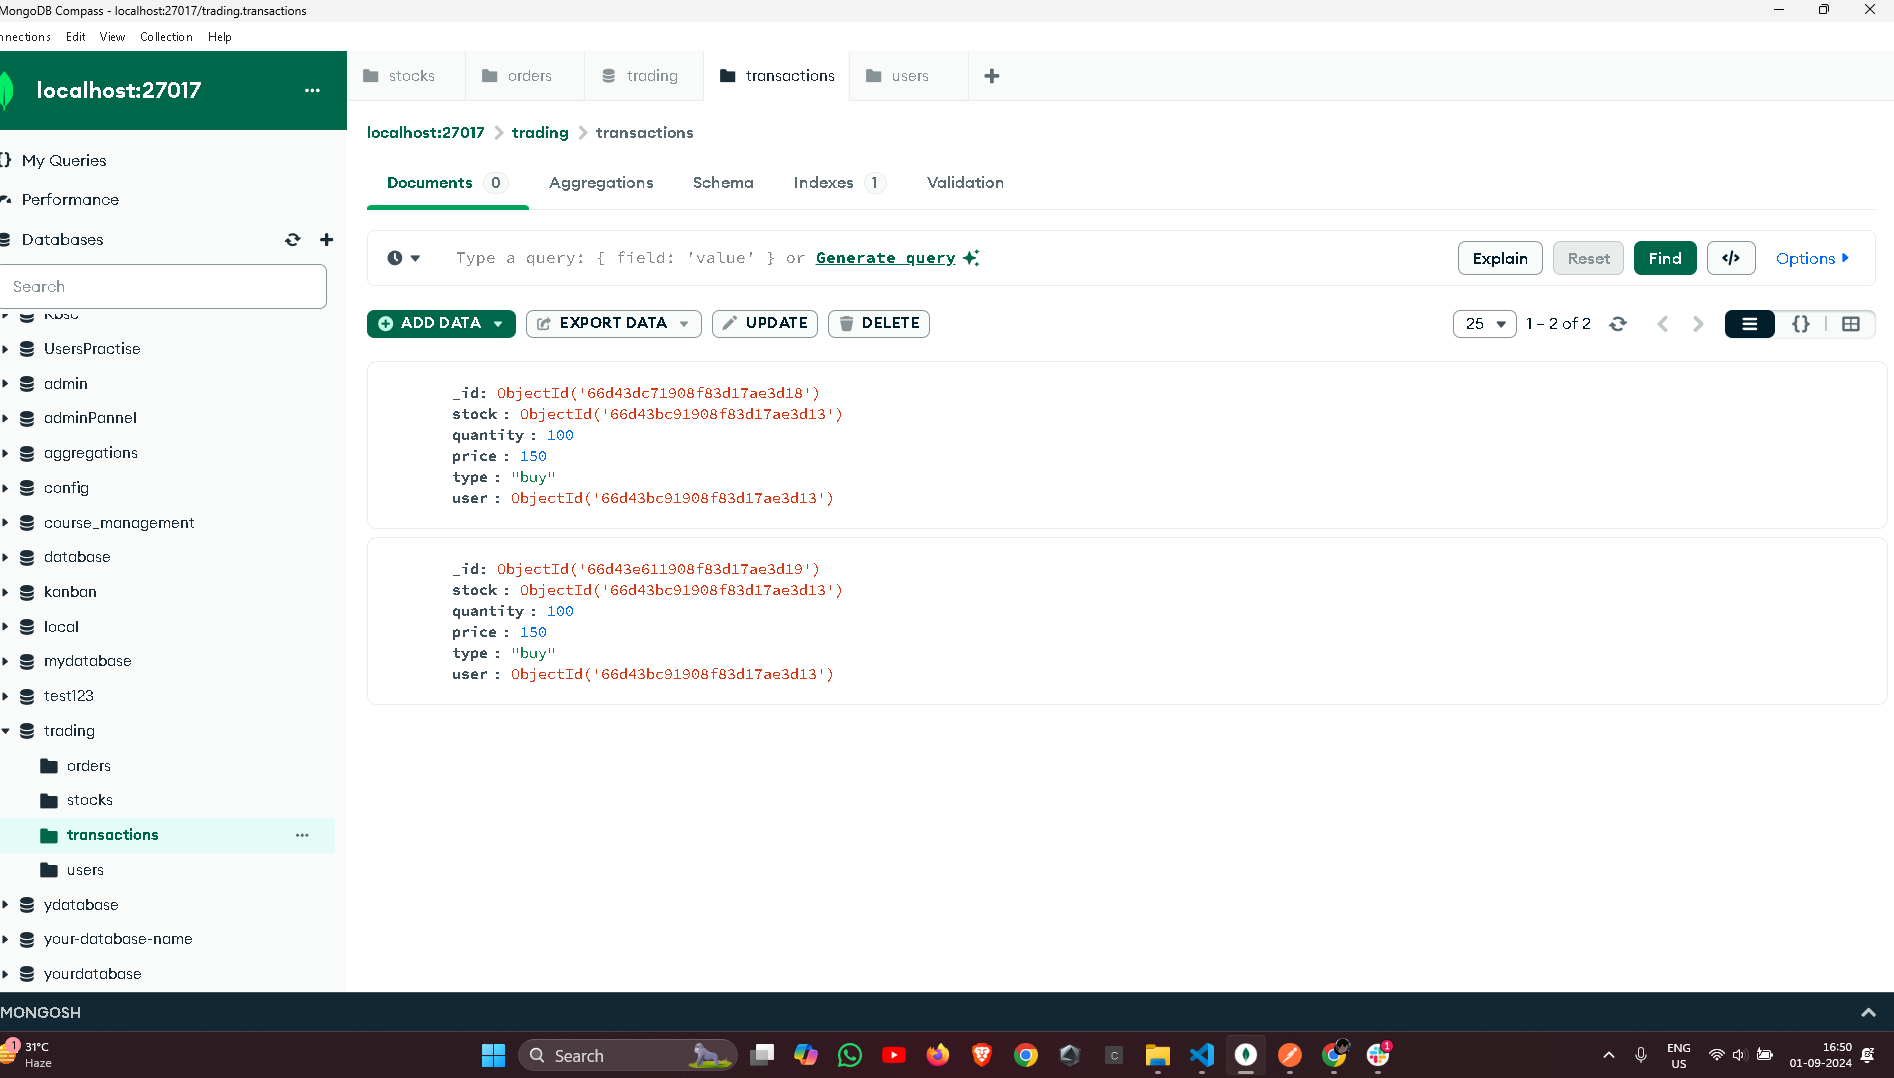 MongoDB Compass - localhost:27017/trading.transactions
nnections Edit View Collection Help
localhost:27017 ...
stocks orders trading transactions users
localhost:27017 > trading > transactions
My Queries
Performance
Databases
Search
UsersPractise
admin
adminPannel
aggregations
config
course_management
database
kanban
local
mydatabase
test123
trading
orders
stocks
transactions ...
users
ydatabase
your-database-name
yourdatabase
Documents 0 Aggregations Schema Indexes 1 Validation
Type a query: { field: 'value' } or Generate query
Explain Reset Find </> Options
ADD DATA EXPORT DATA UPDATE DELETE
25 1 – 2 of 2 {}
_id: ObjectId('66d43dc71908f83d17ae3d18')
stock : ObjectId('66d43bc91908f83d17ae3d13')
quantity : 100
price : 150
type : "buy"
user : ObjectId('66d43bc91908f83d17ae3d13')
_id: ObjectId('66d43e611908f83d17ae3d19')
stock : ObjectId('66d43bc91908f83d17ae3d13')
quantity : 100
price : 150
type : "buy"
user : ObjectId('66d43bc91908f83d17ae3d13')
MONGOSH
1
31°C
Haze
Search
C
1
ENG
US
16:50
01-09-2024